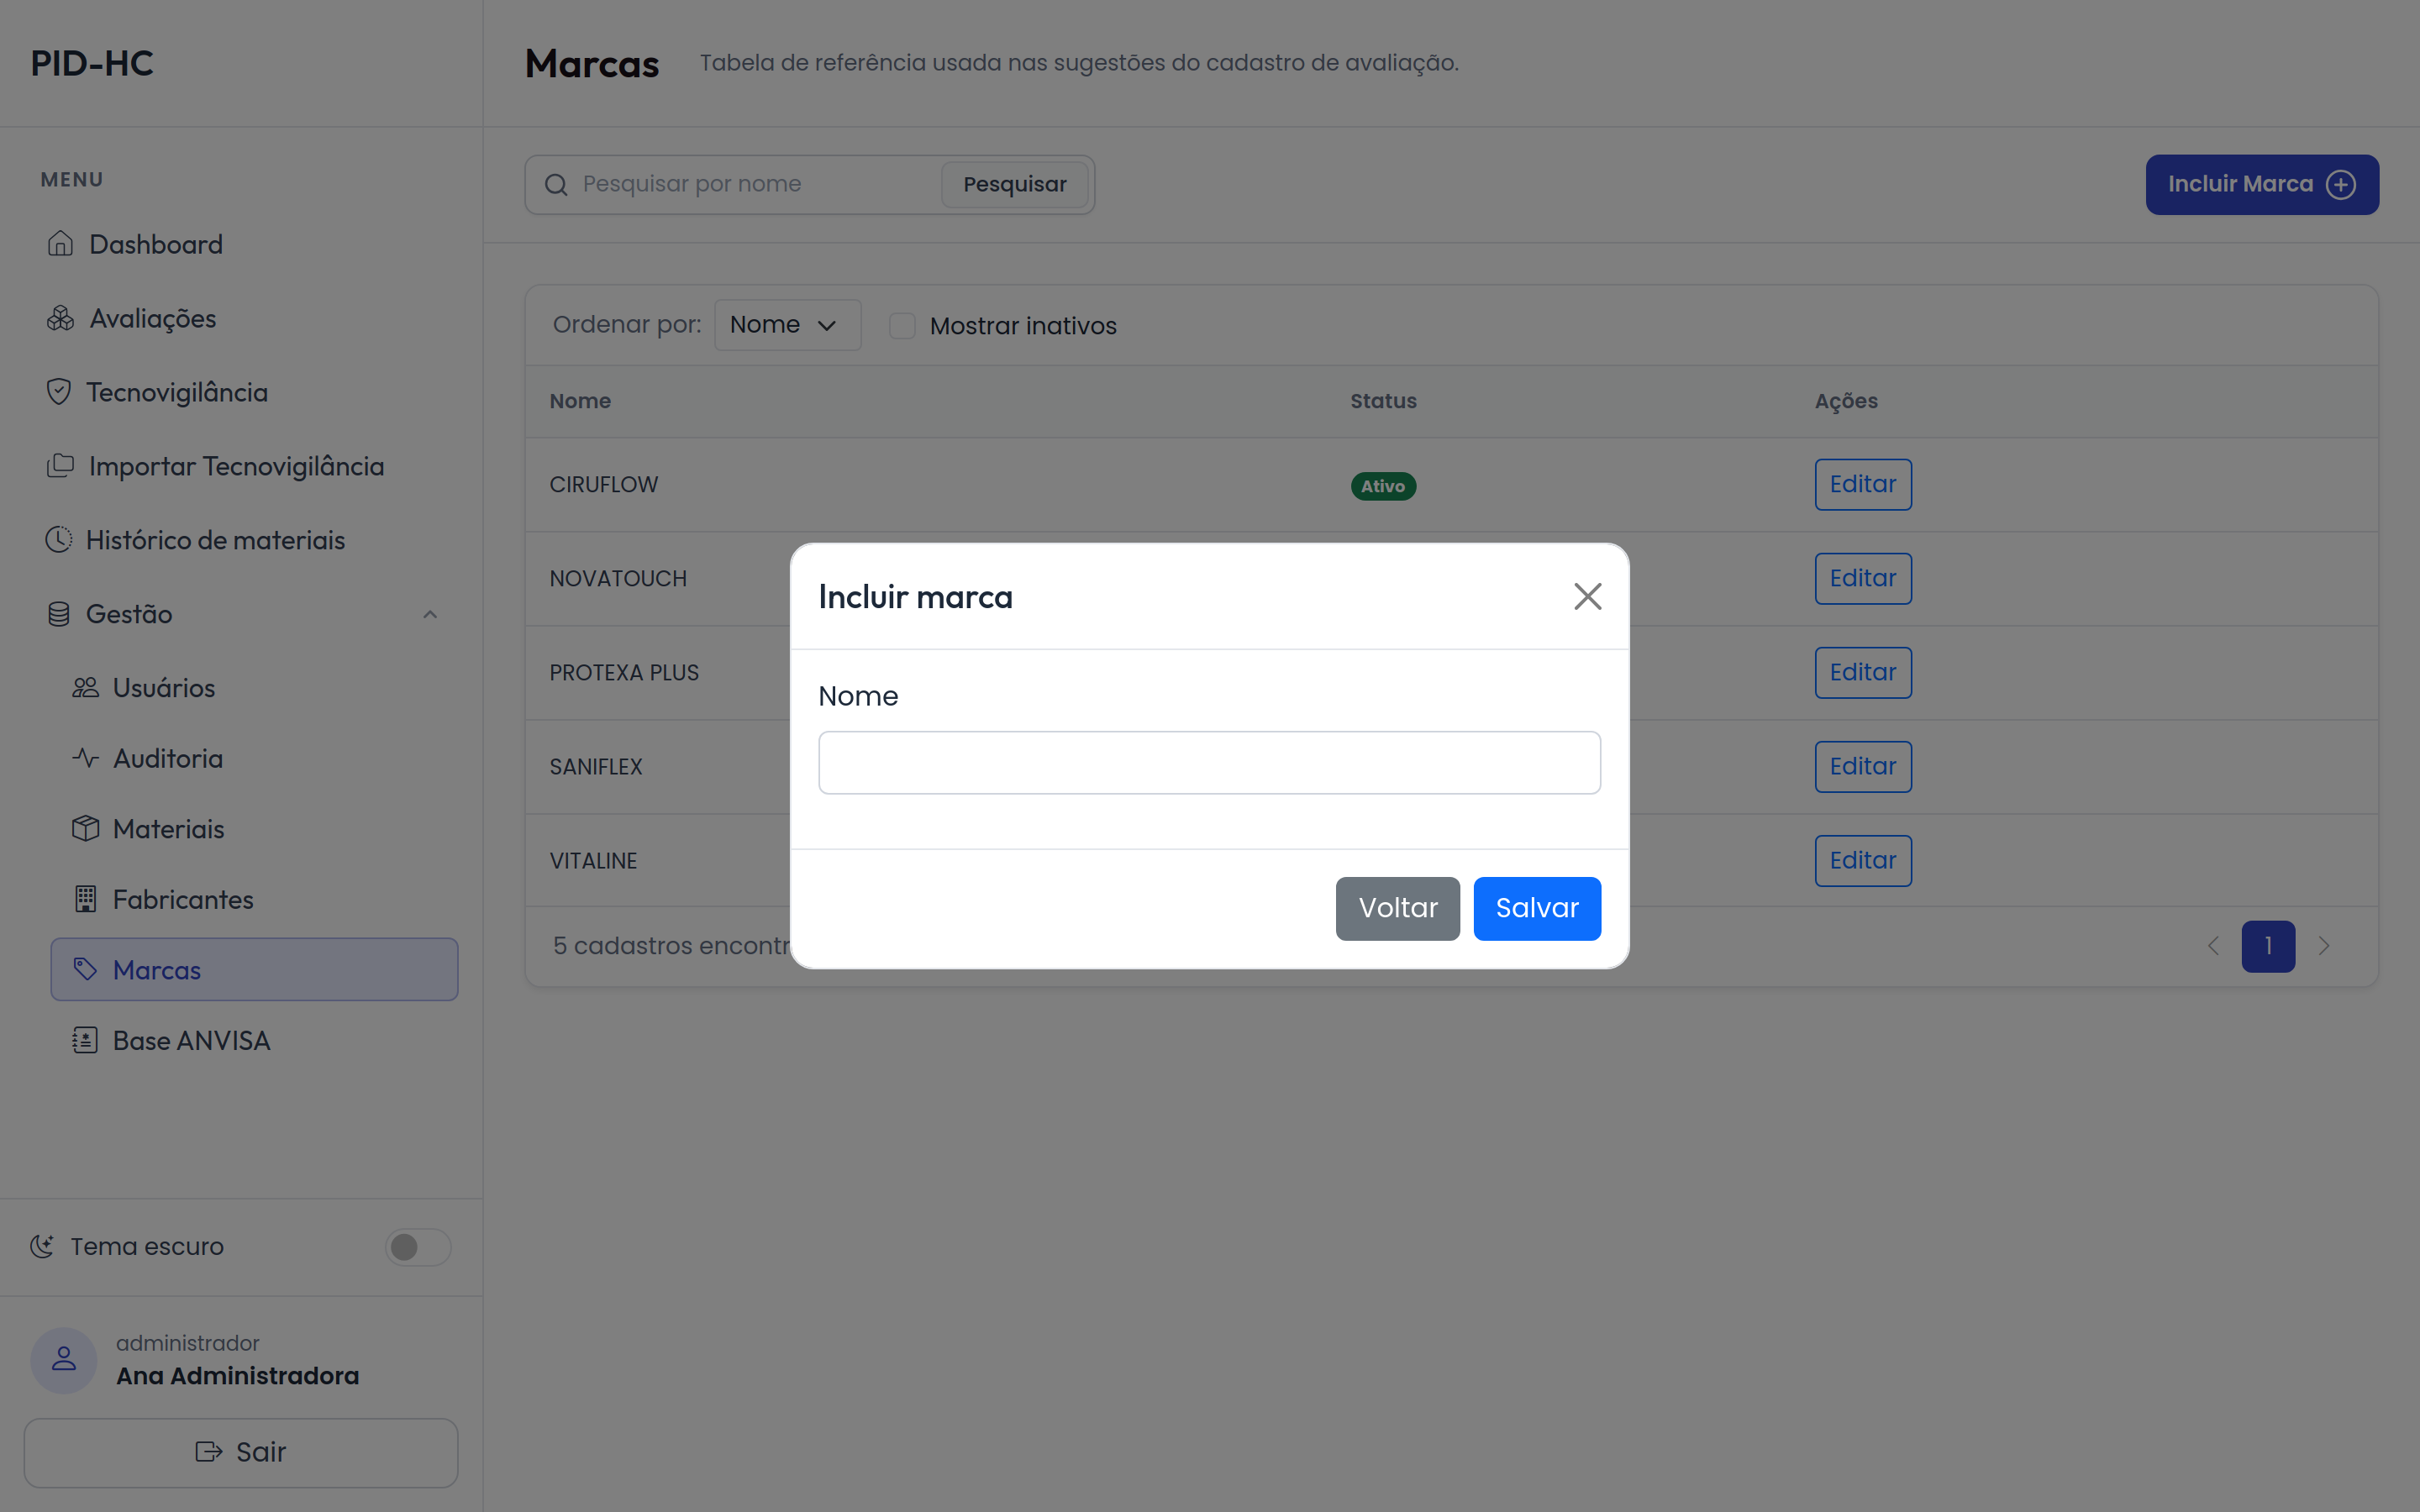 PID-HC
MENU
Dashboard
Avaliações
Tecnovigilância
Importar Tecnovigilância
Histórico de materiais
Gestão
Usuários
Auditoria
Materiais
Fabricantes
Marcas
Base ANVISA
Tema escuro
administrador
Ana Administradora
Sair
Marcas
Tabela de referência usada nas sugestões do cadastro de avaliação.
Pesquisar por nome
Pesquisar
Incluir Marca
Ordenar por: Nome
Mostrar inativos
Nome Status Ações
CIRUFLOW Ativo Editar
NOVATOUCH Editar
PROTEXA PLUS Editar
SANIFLEX Editar
VITALINE Editar
5 cadastros encontr
1
Incluir marca
Nome
Voltar
Salvar